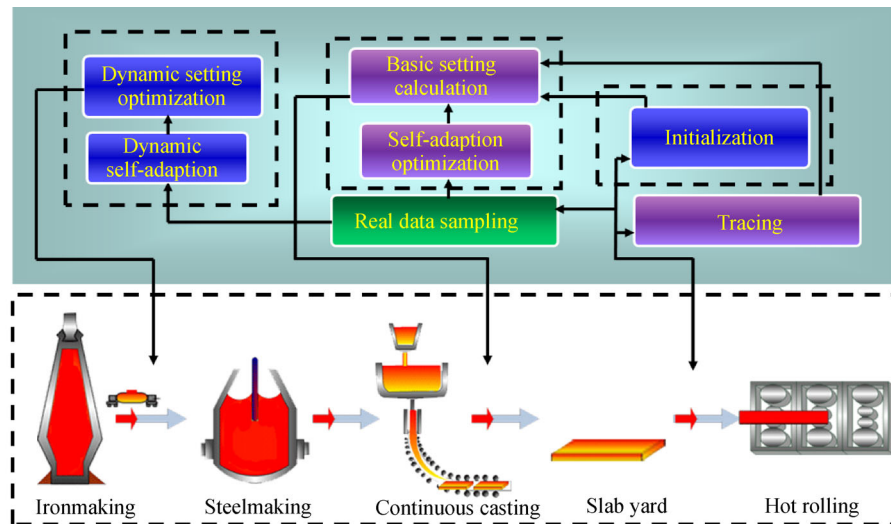 Dynamic setting
optimization
Dynamic
self-adaption
Basic setting
calculation
Self-adaption
optimization
Real data sampling
Initialization
Tracing
Ironmaking
Steelmaking
Continuous casting
Slab yard
Hot rolling